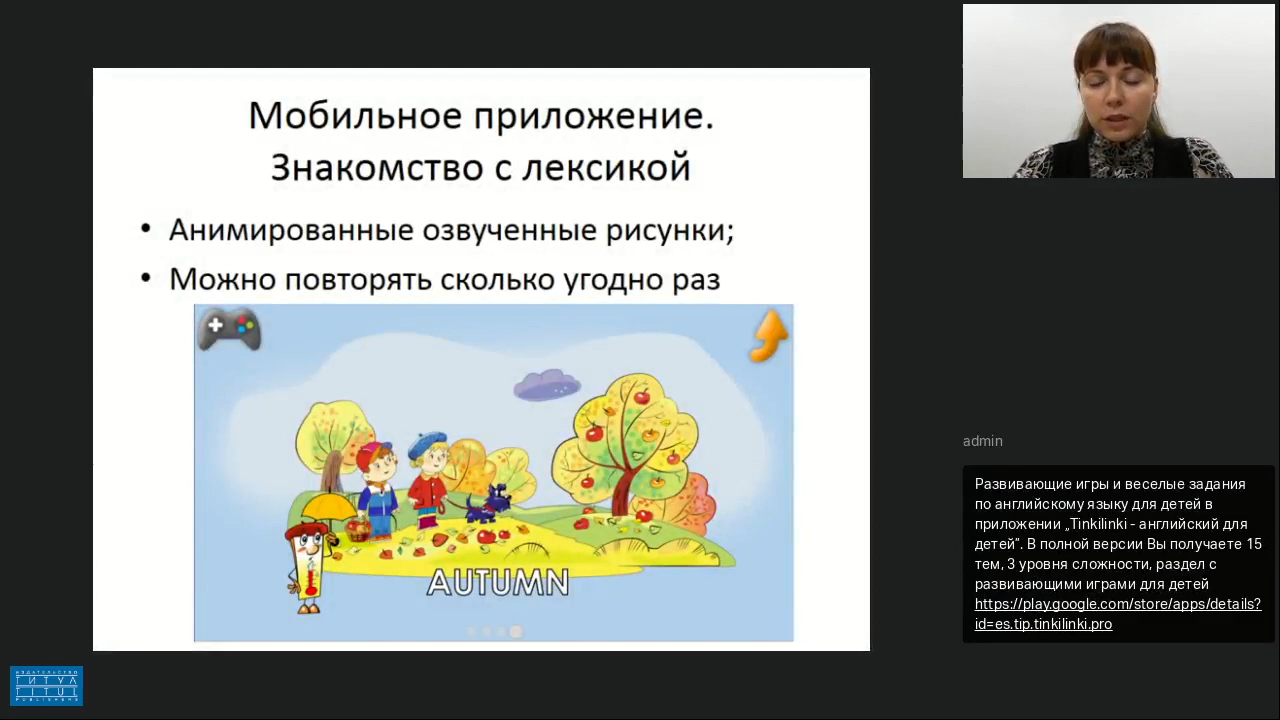 Мобильное приложение.
Знакомство с лексикой
• Анимированные озвученные рисунки;
• Можно повторять сколько угодно раз
AUTUMN
admin
Развивающие игры и веселые задания
по английскому языку для детей в
приложении „Tinkilinki - английский для
детей”. В полной версии Вы получаете 15
тем, 3 уровня сложности, раздел с
развивающими играми для детей
https://play.google.com/store/apps/details?
id=es.tip.tinkilinki.pro
ИЗДАТЕЛЬСТВО
ТИТУЛ
TITUL
PUBLISHERS